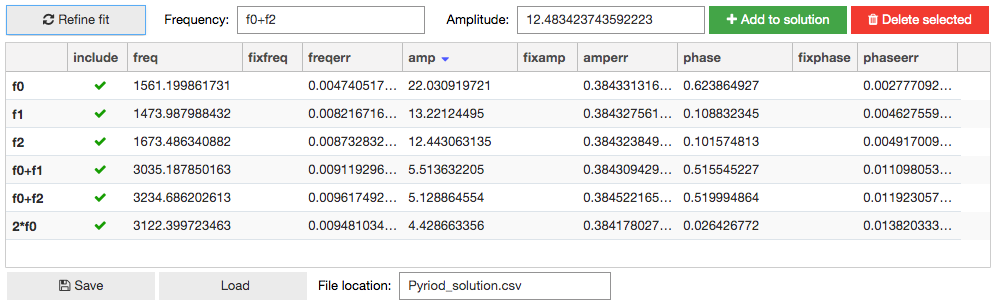 Refine fit Frequency: f0+f2 Amplitude: 12.483423743592223 Add to solution Delete selected
include freq fixfreq freqerr amp fixamp amperr phase fixphase phaseerr
f0 1561.199861731 0.004740517... 22.030919721 0.384331316... 0.623864927 0.002777092...
f1 1473.987988432 0.008216716... 13.22124495 0.384327561... 0.108832345 0.004627559...
f2 1673.486340882 0.008732832... 12.443063135 0.384323849... 0.101574813 0.004917009...
f0+f1 3035.187850163 0.009119296... 5.513632205 0.384309429... 0.515545227 0.011098053...
f0+f2 3234.686202613 0.009617492... 5.128864554 0.384522165... 0.519994864 0.011923057...
2*f0 3122.399723463 0.009481034... 4.428663356 0.384178027... 0.026426772 0.013820333...
Save Load File location: Pyriod_solution.csv